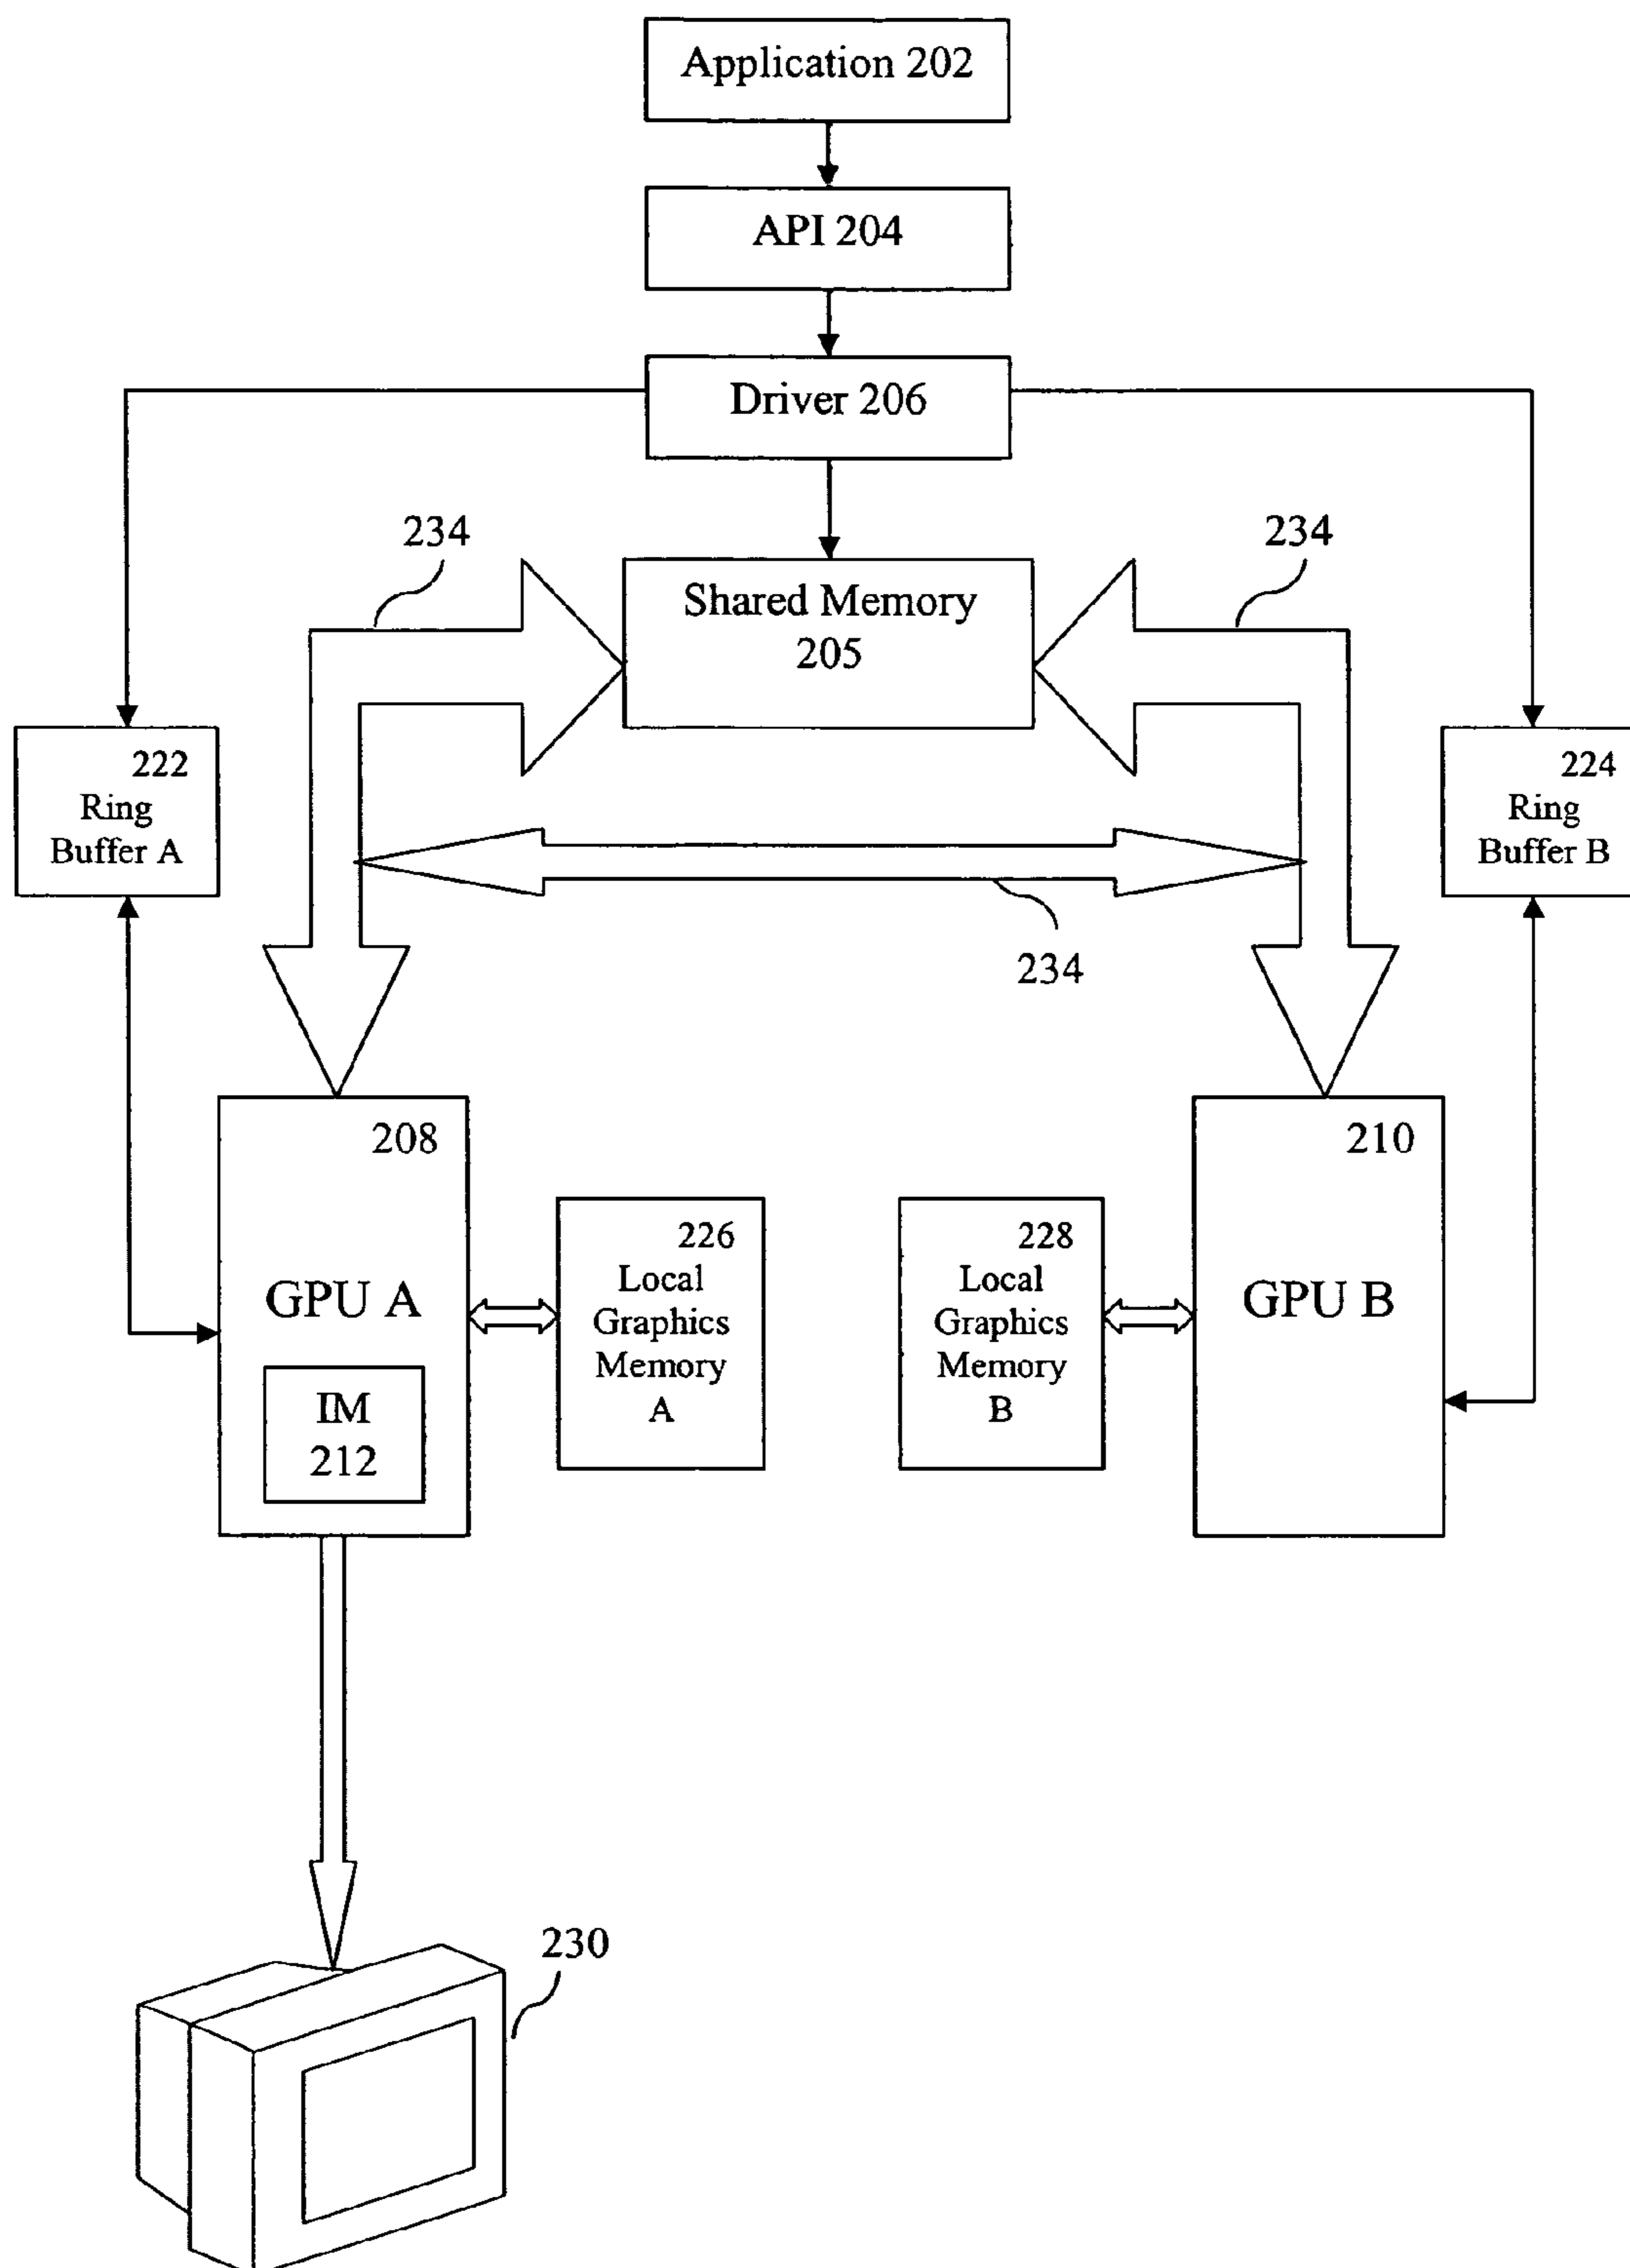 Application 202
API 204
Driver 206
234
234
Shared Memory
205
222
Ring
Buffer A
224
Ring
Buffer B
234
208
GPU A
IM
212
226
Local
Graphics
Memory
A
228
Local
Graphics
Memory
B
210
GPU B
230